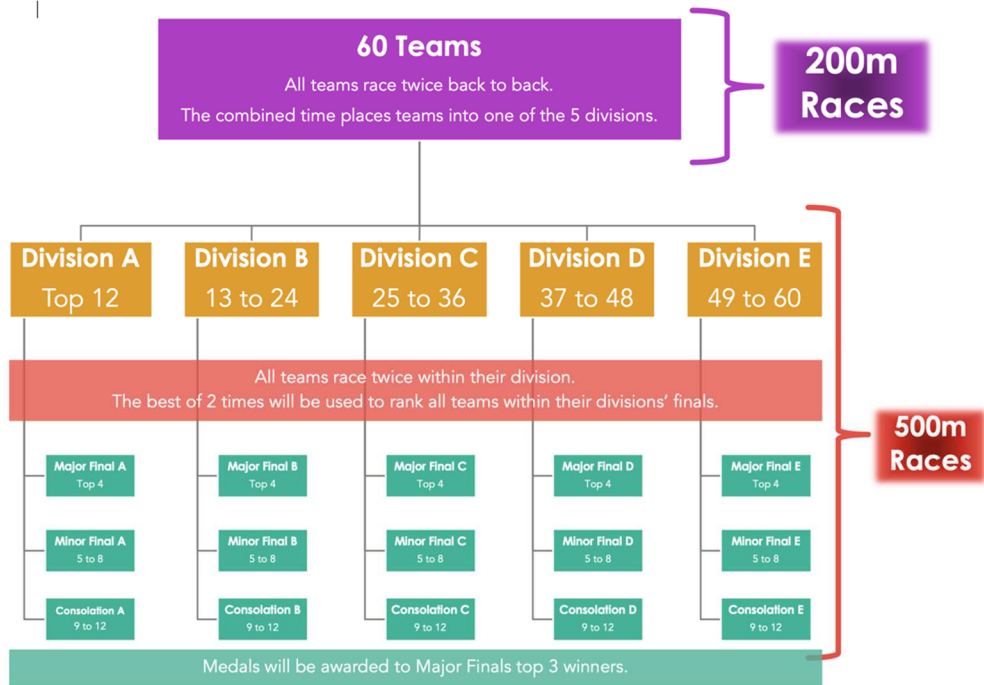 60 Teams
All teams race twice back to back.
The combined time places teams into one of the 5 divisions.
200m
Races
Division A
Top 12
Division B
13 to 24
Division C
25 to 36
Division D
37 to 48
Division E
49 to 60
All teams race twice within their division.
The best of 2 times will be used to rank all teams within their divisions’ finals.
500m
Races
Major Final A
Top 4
Major Final B
Top 4
Major Final C
Top 4
Major Final D
Top 4
Major Final E
Top 4
Minor Final A
5 to 8
Minor Final B
5 to 8
Minor Final C
5 to 8
Minor Final D
5 to 8
Minor Final E
5 to 8
Consolation A
9 to 12
Consolation B
9 to 12
Consolation C
9 to 12
Consolation D
9 to 12
Consolation E
9 to 12
Medals will be awarded to Major Finals top 3 winners.